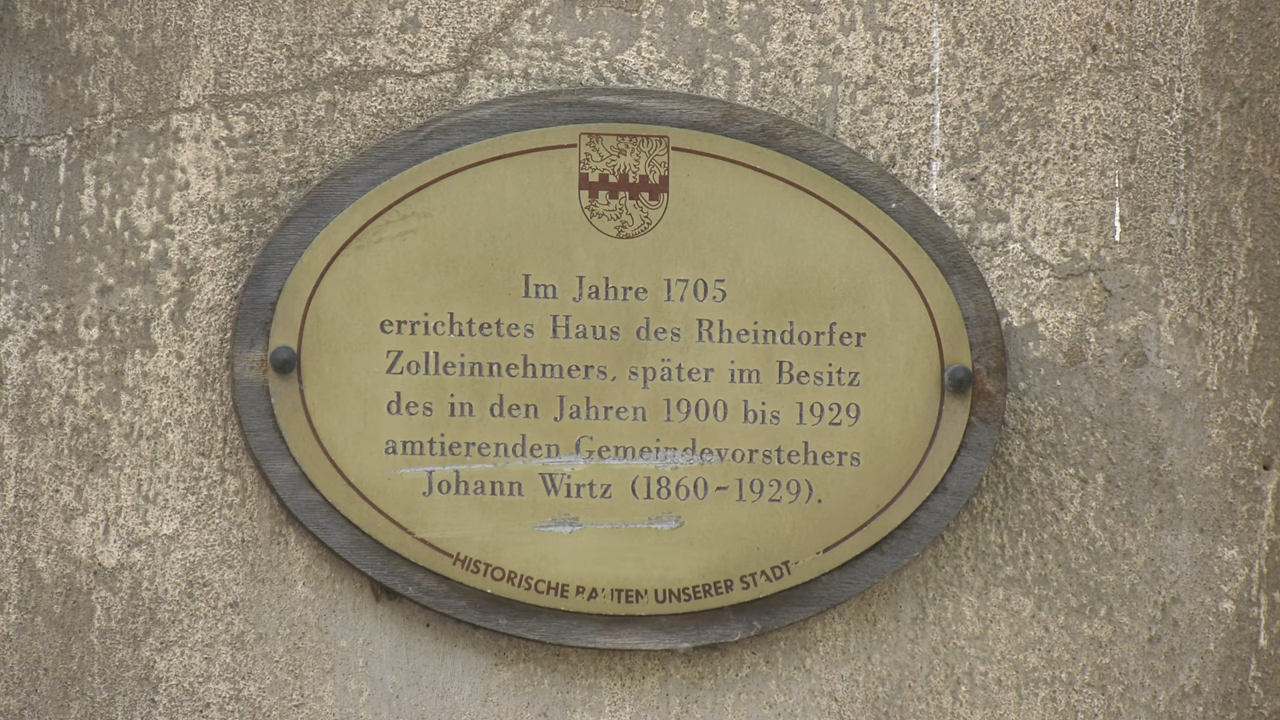 Im Jahre 1705
errichtetes Haus des Rheindorfer
Zolleinnehmers, später im Besitz
des in den Jahren 1900 bis 1929
amtierenden Gemeindevorstehers
Johann Wirtz (1860-1929).
HISTORISCHE BAUTEN UNSERER STADT